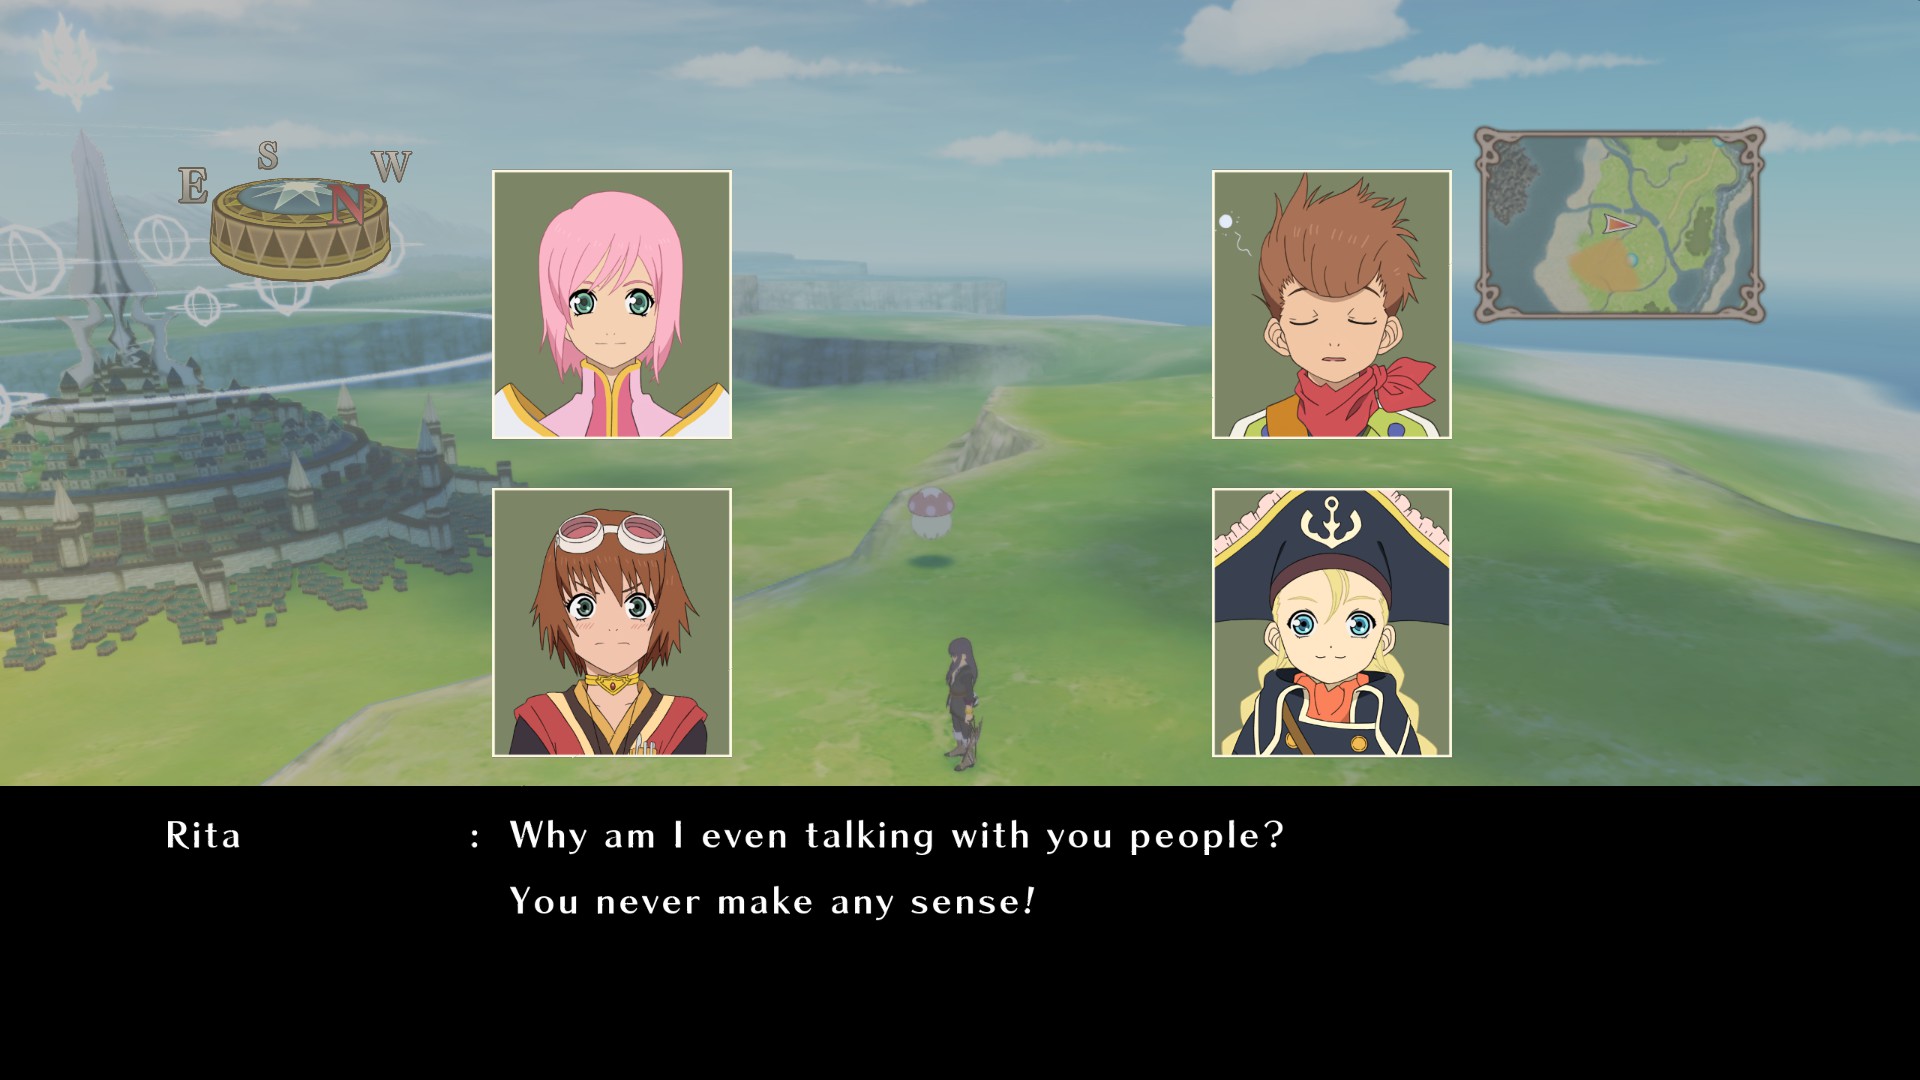 S
E
W
N
Rita : Why am I even talking with you people?
You never make any sense!